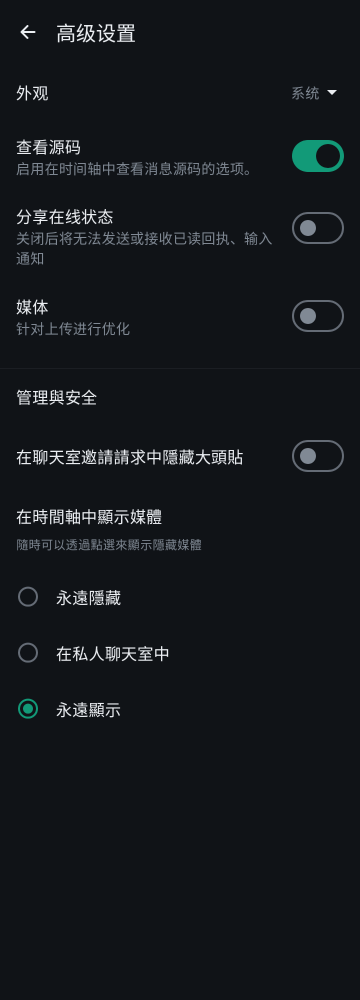 高级设置
外观
系统
查看源码
启用在时间轴中查看消息源码的选项。
分享在线状态
关闭后将无法发送或接收已读回执、输入
通知
媒体
针对上传进行优化
管理與安全
在聊天室邀請請求中隱藏大頭貼
在時間軸中顯示媒體
隨時可以透過點選來顯示隱藏媒體
永遠隱藏
在私人聊天室中
永遠顯示